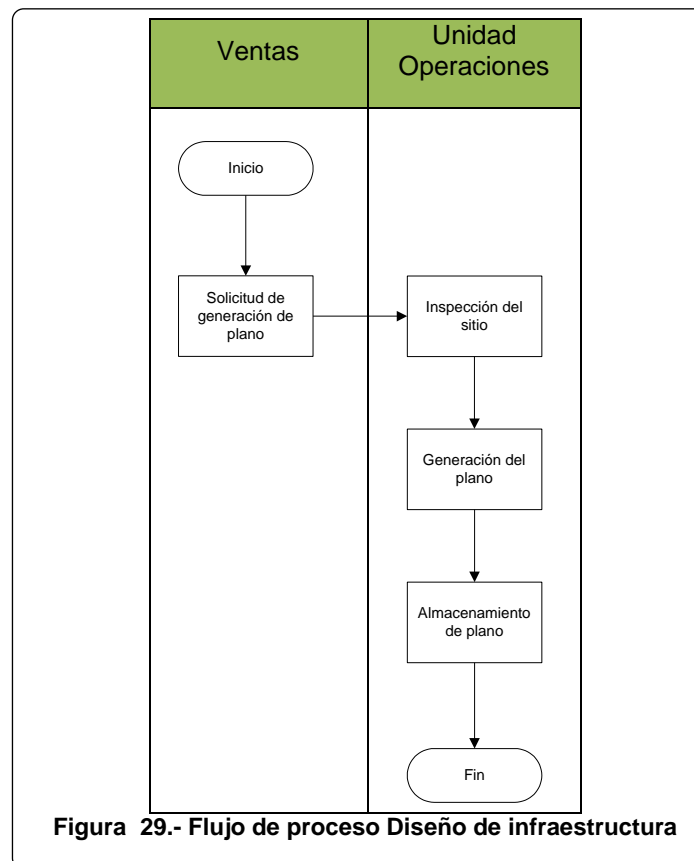 Ventas
Unidad
Operaciones
Inicio
Solicitud de
generación de
plano
Inspección del
sitio
Generación del
plano
Almacenamiento
de plano
Fin
Figura 29.- Flujo de proceso Diseño de infraestructura